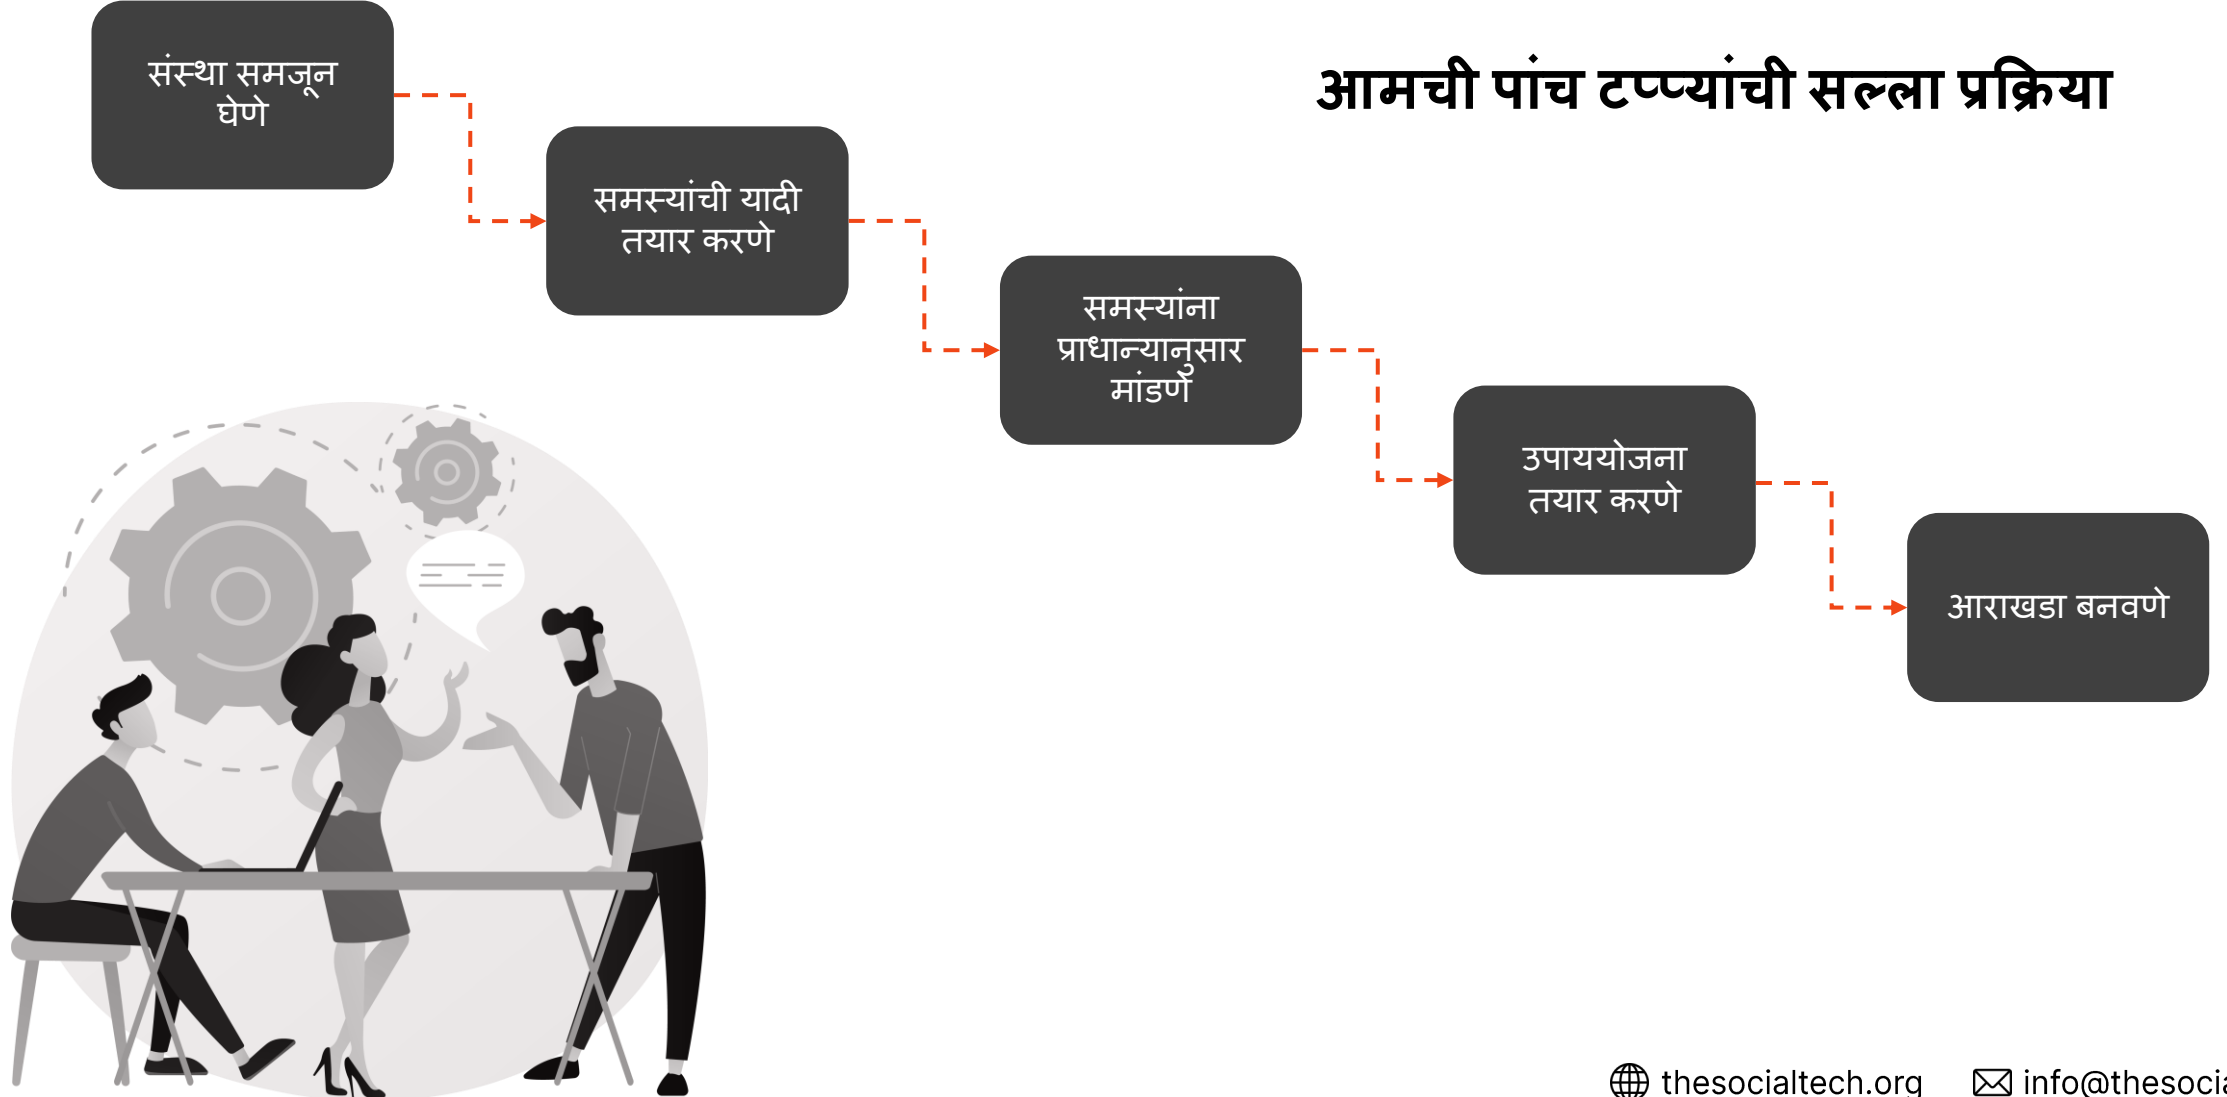 आमची पांच टप्प्यांची सल्ला प्रक्रिया
संस्था समजून
घेणे
समस्यांची यादी
तयार करणे
समस्यांना
प्राधान्यानुसार
मांडणे
उपाययोजना
तयार करणे
आराखडा बनवणे
thesocialtech.org